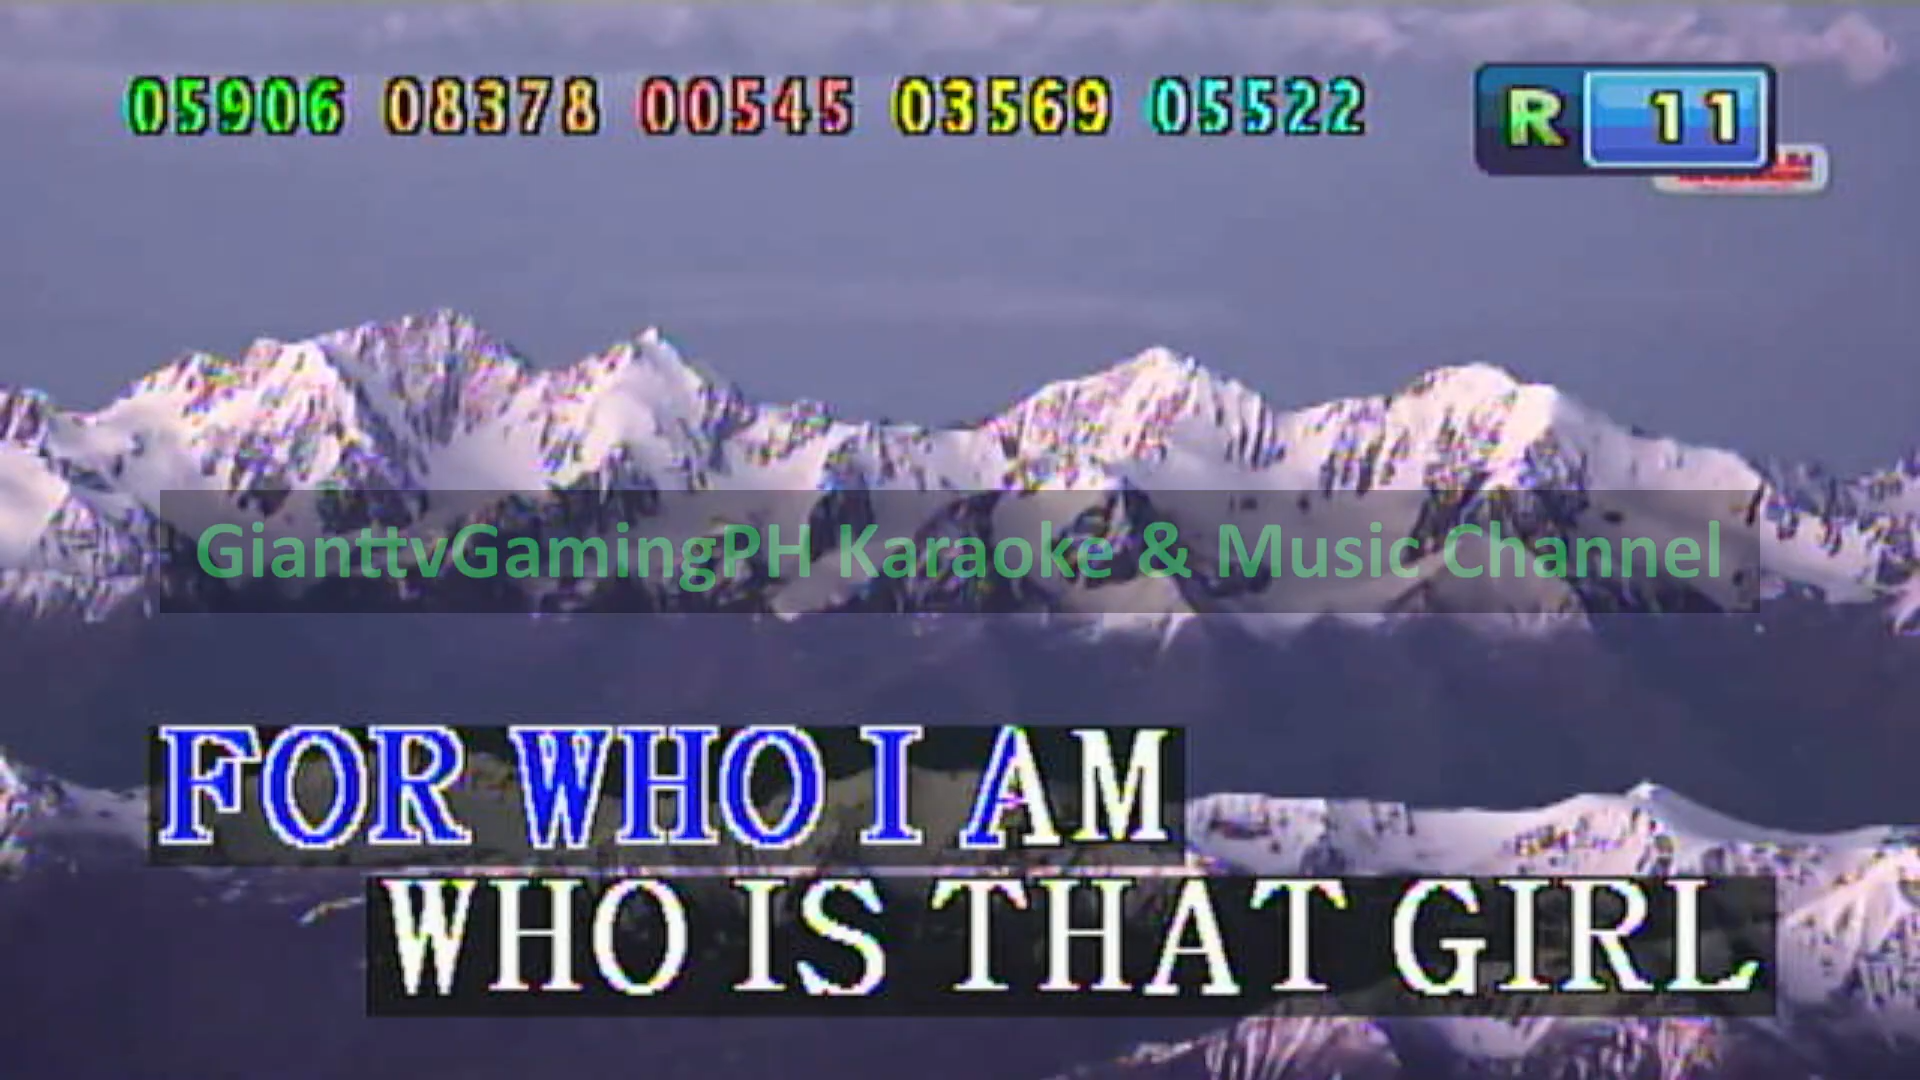 05906 08378 00545 03569 05522
R 11
GianttvGamingPH Karaoke & Music Channel
FOR WHO I AM
WHO IS THAT GIRL